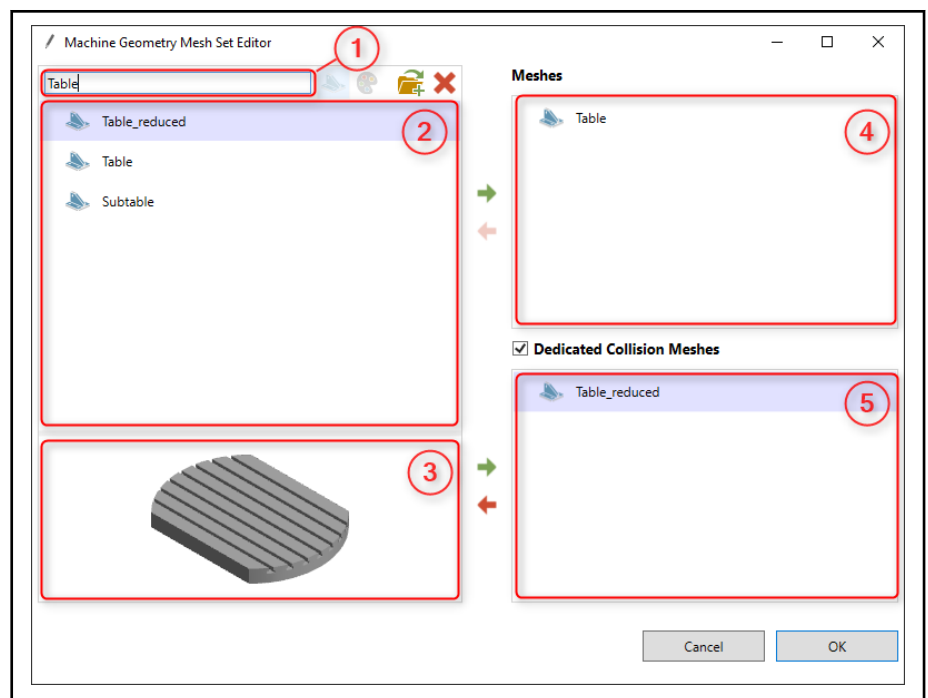 Machine Geometry Mesh Set Editor
1
Table
Meshes
Table_reduced
2
Table
Subtable
Table
4
Dedicated Collision Meshes
Table_reduced
5
3
Cancel
OK